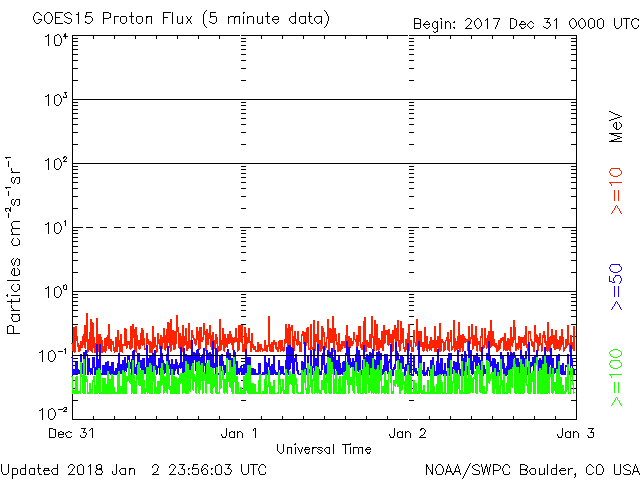 GOES15 Proton Flux (5 minute data)
Begin: 2017 Dec 31 0000 UTC
Particles cm⁻²s⁻¹sr⁻¹
10⁴
10³
10²
10¹
10⁰
10⁻¹
10⁻²
Dec 31
Jan 1
Jan 2
Jan 3
Universal Time
MeV
>=10
>=50
>=100
Updated 2018 Jan 2 23:56:03 UTC
NOAA/SWPC Boulder, CO USA